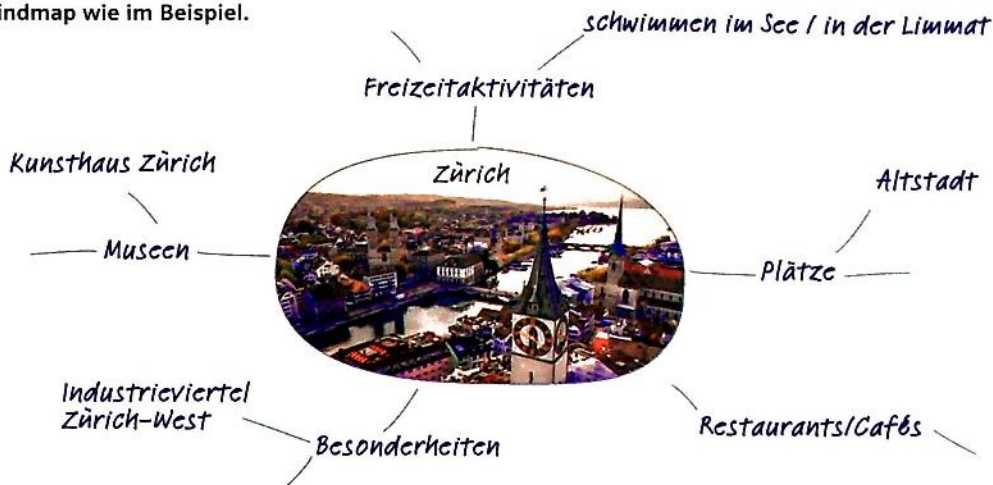 indmap wie im Beispiel.
schwimmen im See / in der Limmat
Freizeitaktivitäten
Zürich
Kunsthaus Zürich
Altstadt
Museen
Plätze
Industrieviertel
Zürich-West
Restaurants/Cafés
Besonderheiten